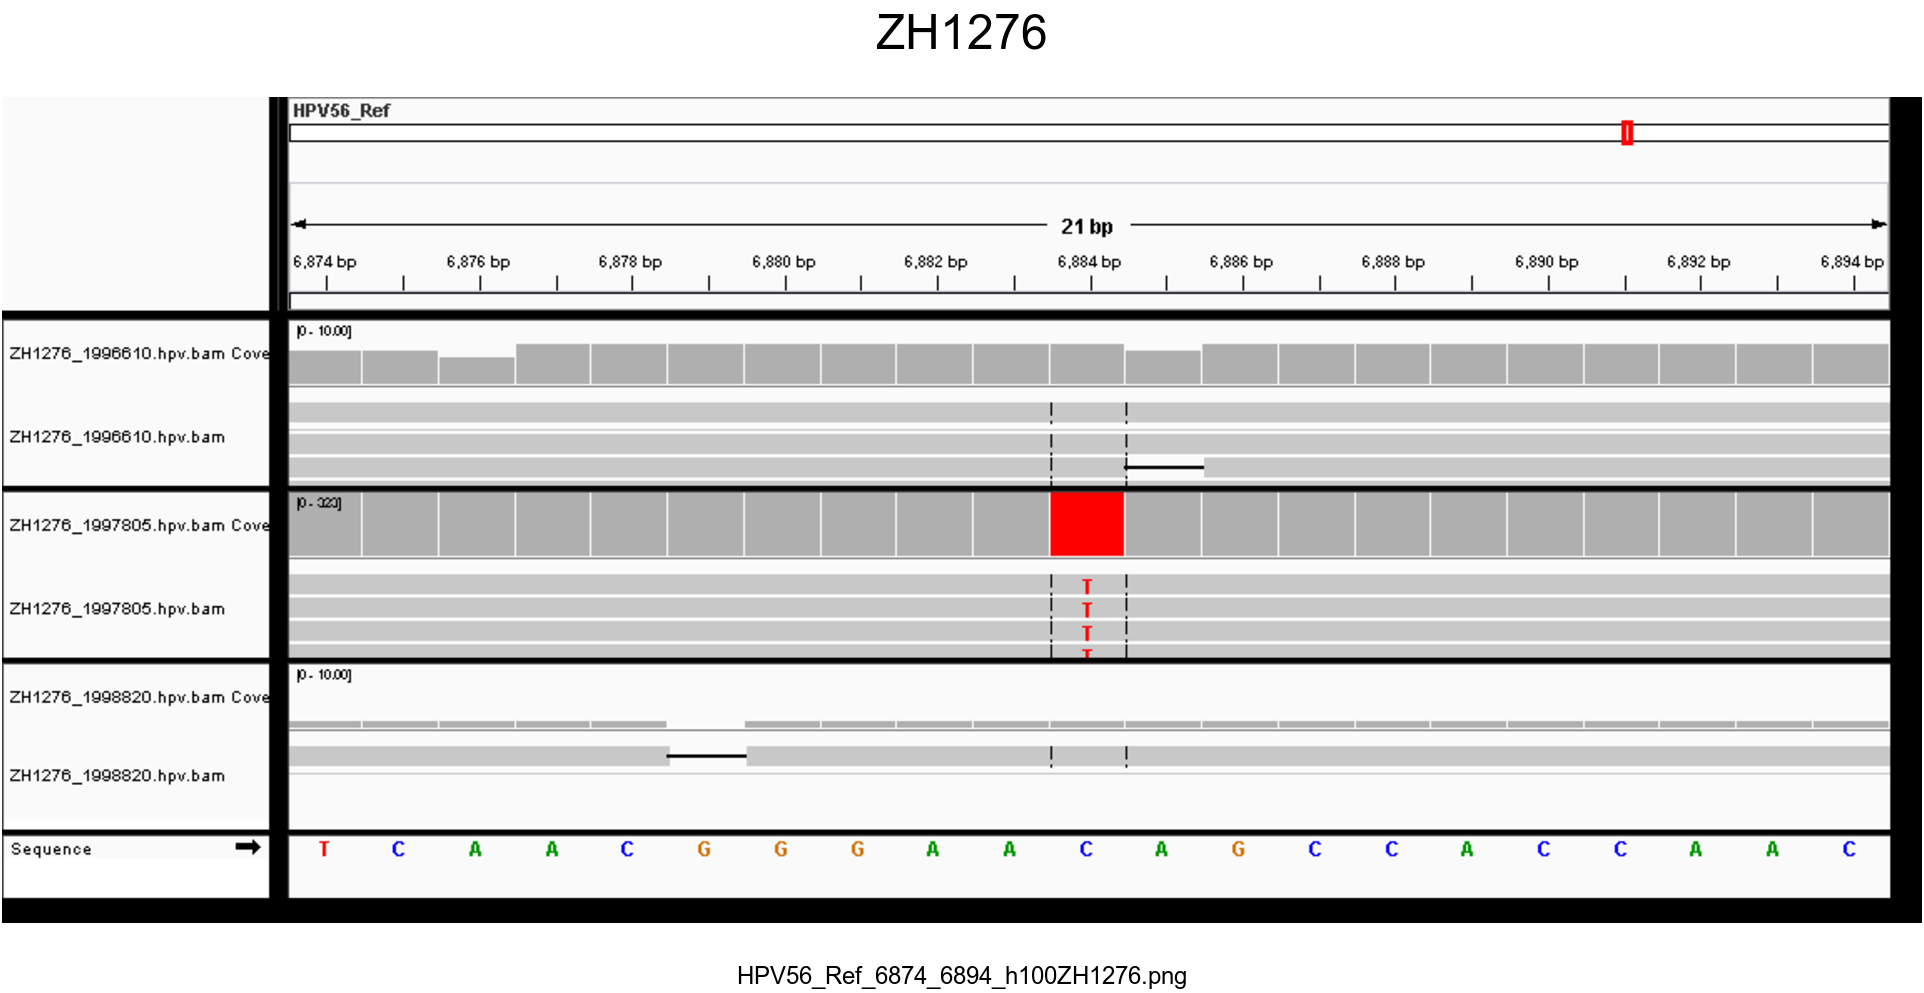 ZH1276
HPV56_Ref
21 bp
6,874 bp 6,876 bp 6,878 bp 6,880 bp 6,882 bp 6,884 bp 6,886 bp 6,888 bp 6,890 bp 6,892 bp 6,894 bp
[0 - 10.00]
ZH1276_1996610.hpv.bam Cove
ZH1276_1996610.hpv.bam
[0 - 323]
ZH1276_1997805.hpv.bam Cove
T
ZH1276_1997805.hpv.bam
T
T
T
[0 - 10.00]
ZH1276_1998820.hpv.bam Cove
ZH1276_1998820.hpv.bam
Sequence T C A A C G G G A A C A G C C A C C A A C
HPV56_Ref_6874_6894_h100ZH1276.png